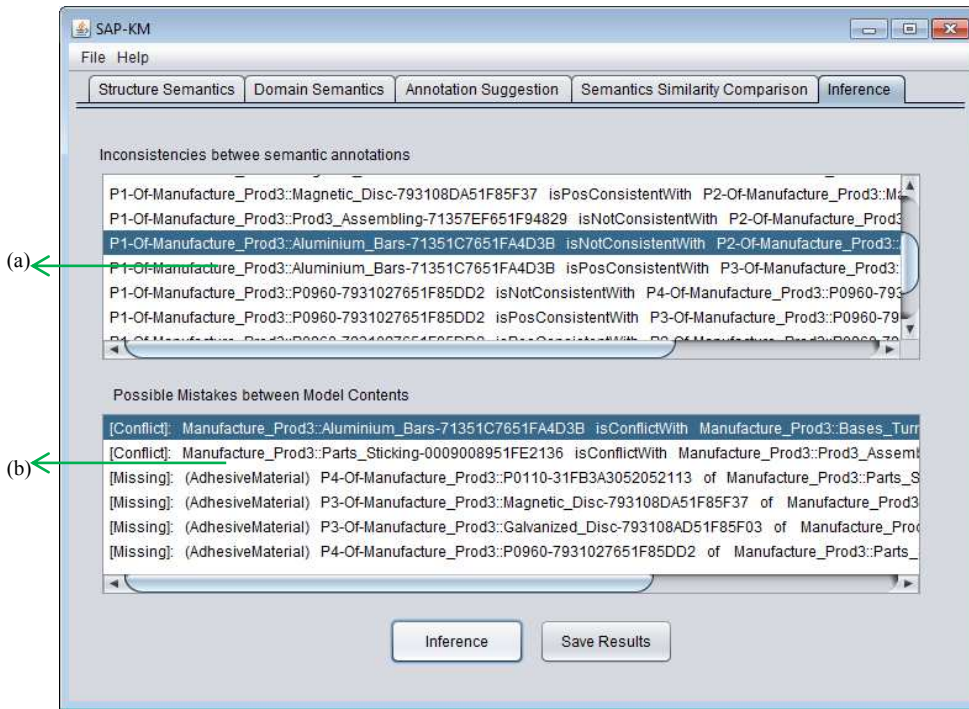 SAP-KM
File Help
Structure Semantics Domain Semantics Annotation Suggestion Semantics Similarity Comparison Inference
Inconsistencies betwee semantic annotations
P1-Of-Manufacture_Prod3::Magnetic_Disc-793108DA51F85F37 isPosConsistentWith P2-Of-Manufacture_Prod3::Ma
P1-Of-Manufacture_Prod3::Prod3_Assembling-71357EF651F94829 isNotConsistentWith P2-Of-Manufacture_Prod3
P1-Of-Manufacture_Prod3::Aluminium_Bars-71351C7651FA4D3B isNotConsistentWith P2-Of-Manufacture_Prod3::
(a)
P1-Of-Manufacture_Prod3::Aluminium_Bars-71351C7651FA4D3B isPosConsistentWith P3-Of-Manufacture_Prod3:
P1-Of-Manufacture_Prod3::P0960-7931027651F85DD2 isNotConsistentWith P4-Of-Manufacture_Prod3::P0960-793
P1-Of-Manufacture_Prod3::P0960-7931027651F85DD2 isPosConsistentWith P3-Of-Manufacture_Prod3::P0960-79
Possible Mistakes between Model Contents
[Conflict]: Manufacture_Prod3::Aluminium_Bars-71351C7651FA4D3B isConflictWith Manufacture_Prod3::Bases_Turn
[Conflict]: Manufacture_Prod3::Parts_Sticking-0009008951FE2136 isConflictWith Manufacture_Prod3::Prod3_Assemb
(b)
[Missing]: (AdhesiveMaterial) P4-Of-Manufacture_Prod3::P0110-31FB3A3052052113 of Manufacture_Prod3::Parts_S
[Missing]: (AdhesiveMaterial) P3-Of-Manufacture_Prod3::Magnetic_Disc-793108DA51F85F37 of Manufacture_Prod3
[Missing]: (AdhesiveMaterial) P3-Of-Manufacture_Prod3::Galvanized_Disc-793108AD51F85F03 of Manufacture_Proc
[Missing]: (AdhesiveMaterial) P4-Of-Manufacture_Prod3::P0960-7931027651F85DD2 of Manufacture_Prod3::Parts_
Inference Save Results